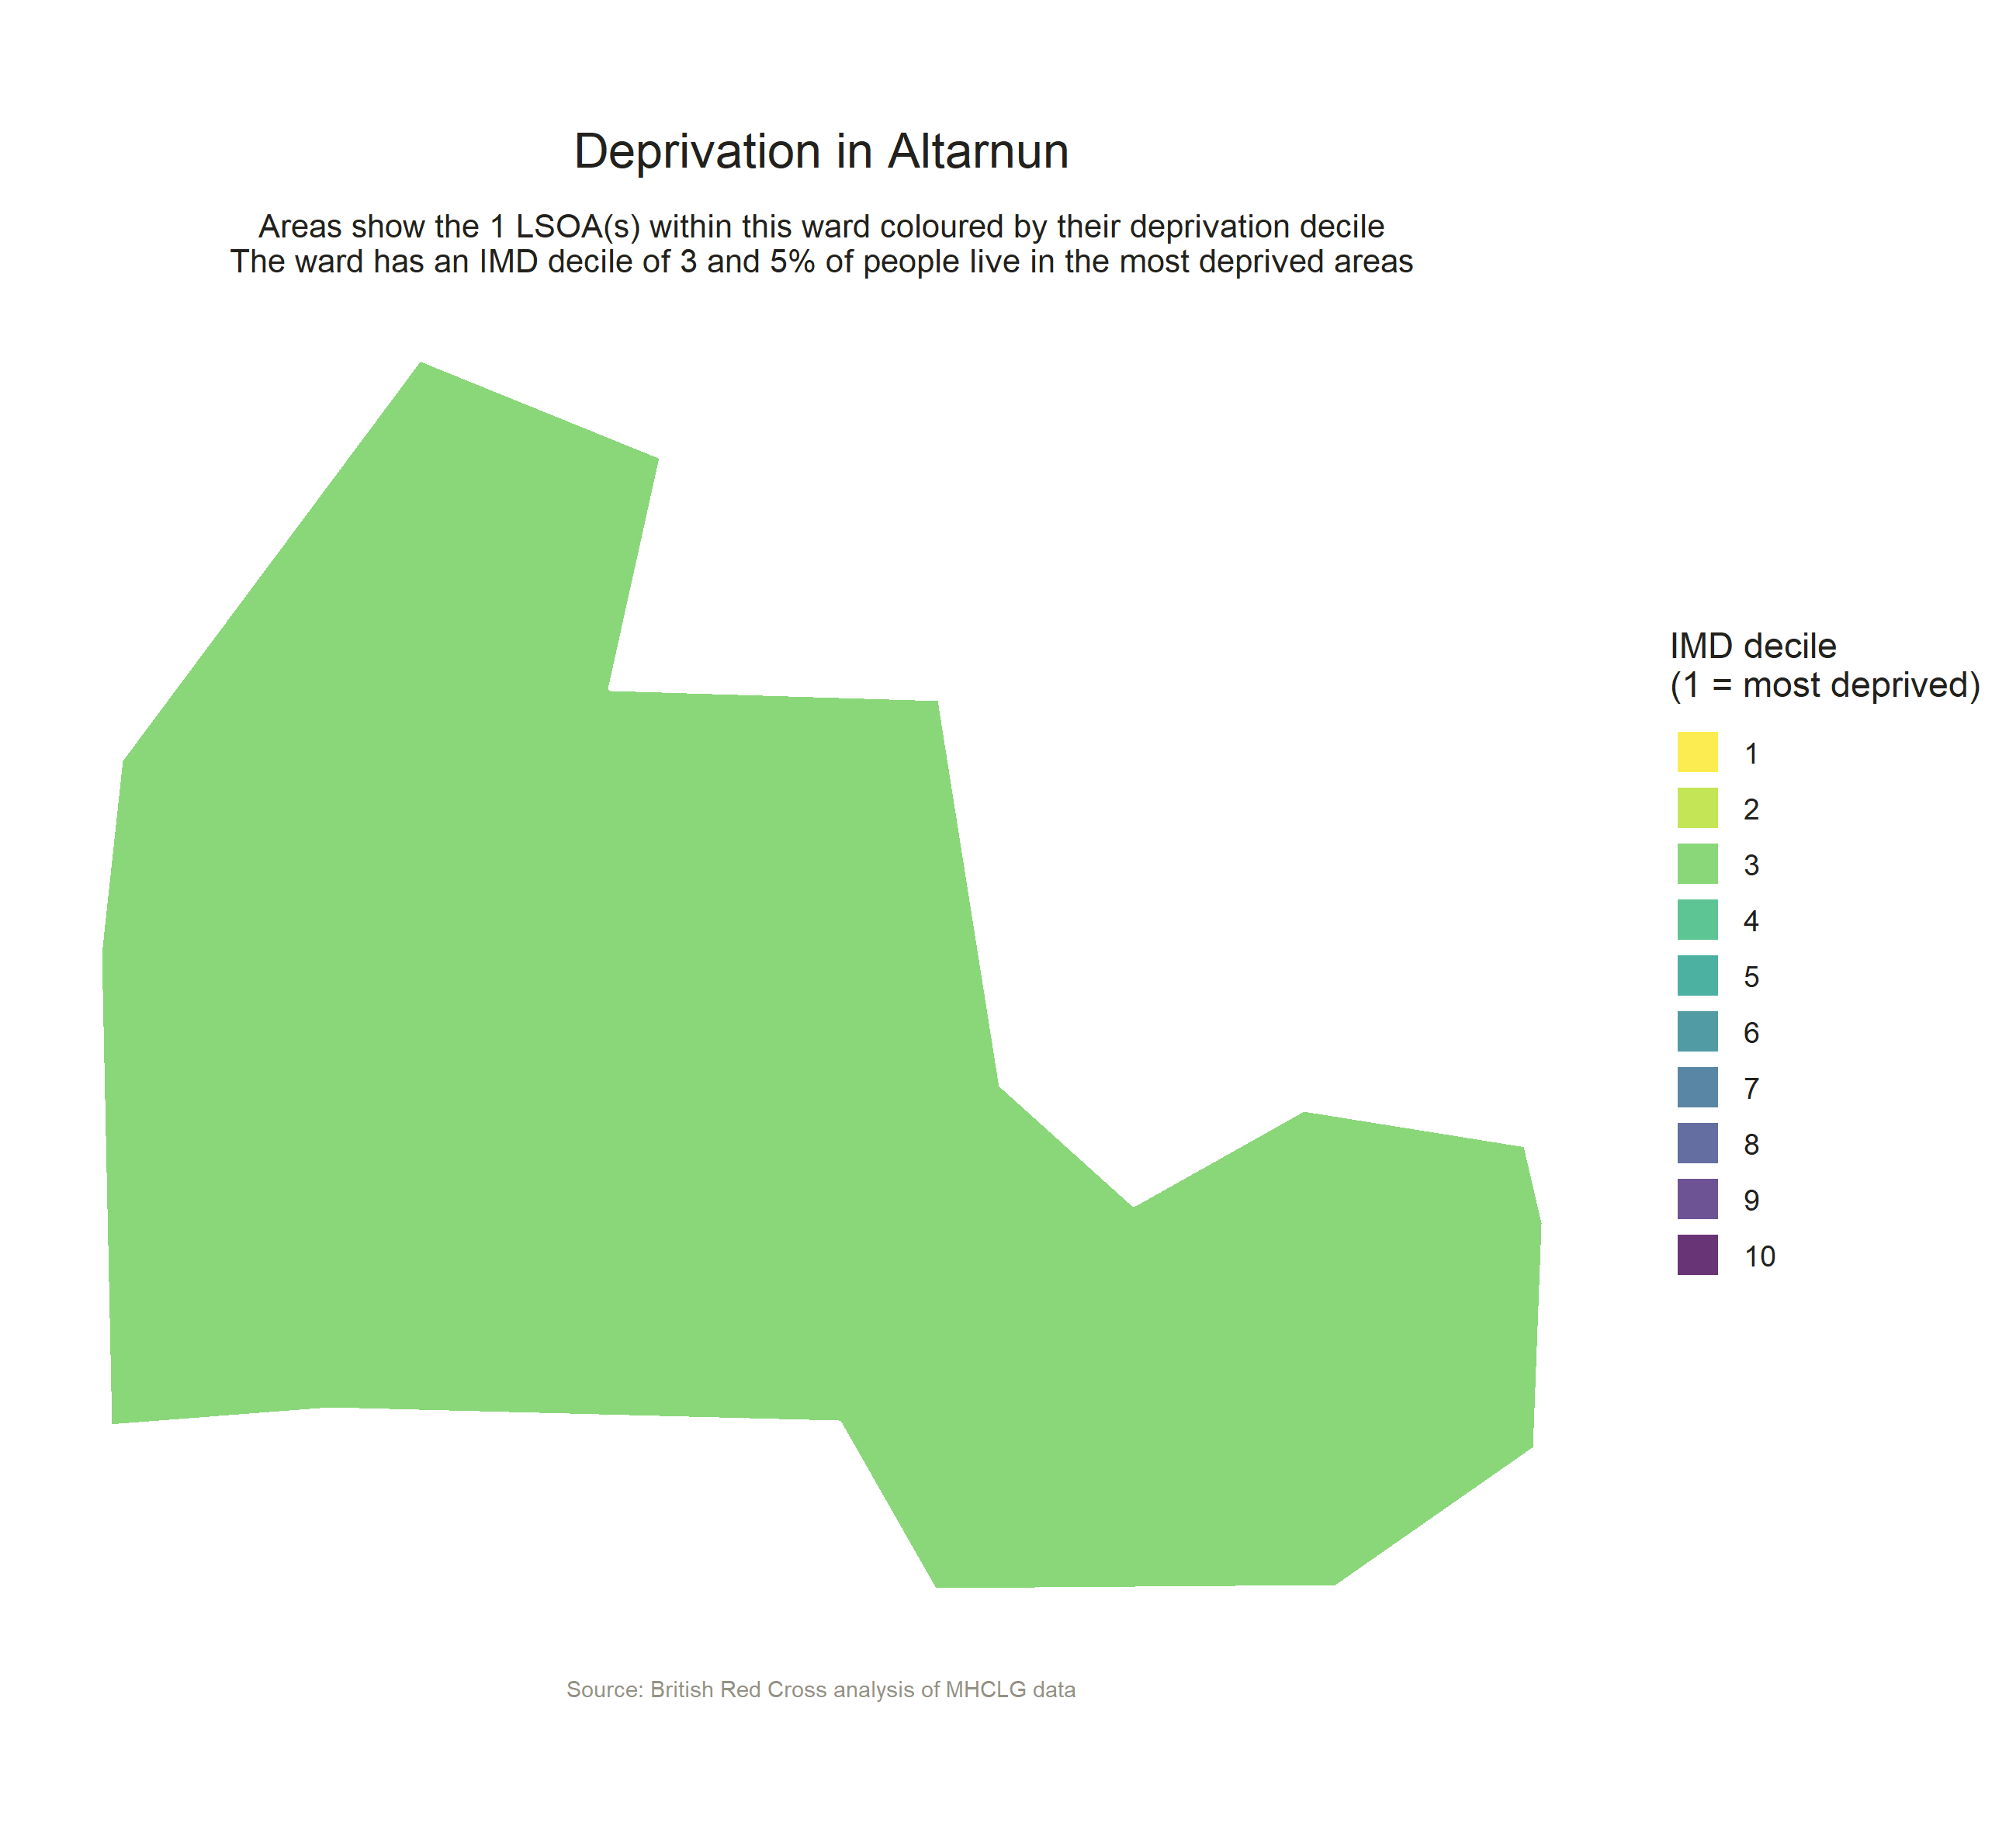 Deprivation in Altarnun
Areas show the 1 LSOA(s) within this ward coloured by their deprivation decile
The ward has an IMD decile of 3 and 5% of people live in the most deprived areas
IMD decile
(1 = most deprived)
1
2
3
4
5
6
7
8
9
10
Source: British Red Cross analysis of MHCLG data